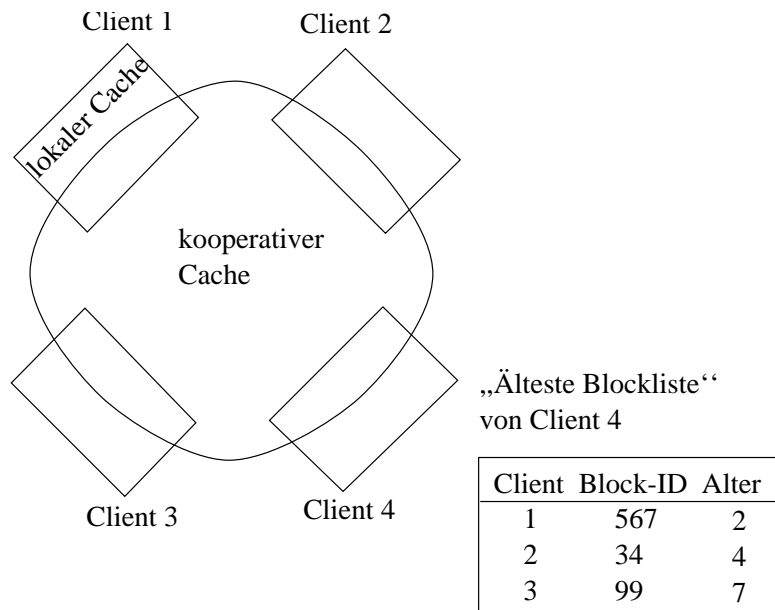 Client 1
Client 2
lokaler Cache
kooperativer
Cache
Client 3
Client 4
„Älteste Blockliste“
von Client 4
Client Block-ID Alter
1 567 2
2 34 4
3 99 7